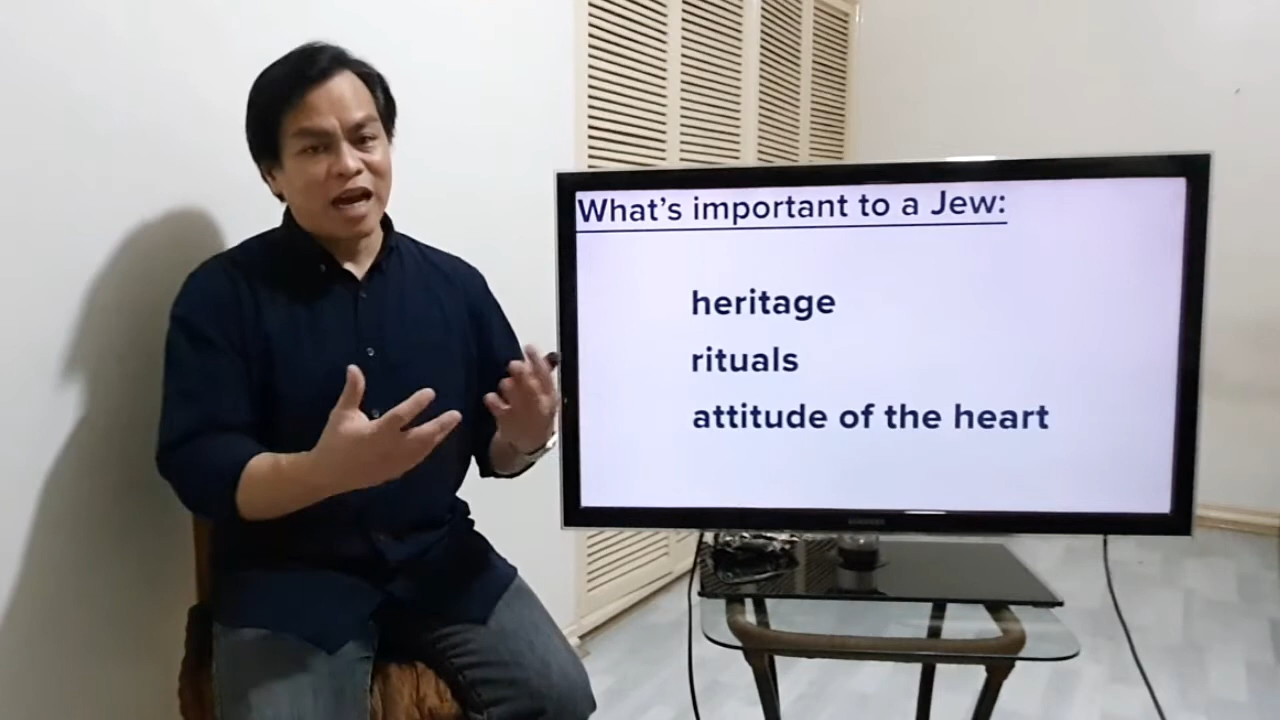 What's important to a Jew:
heritage
rituals
attitude of the heart